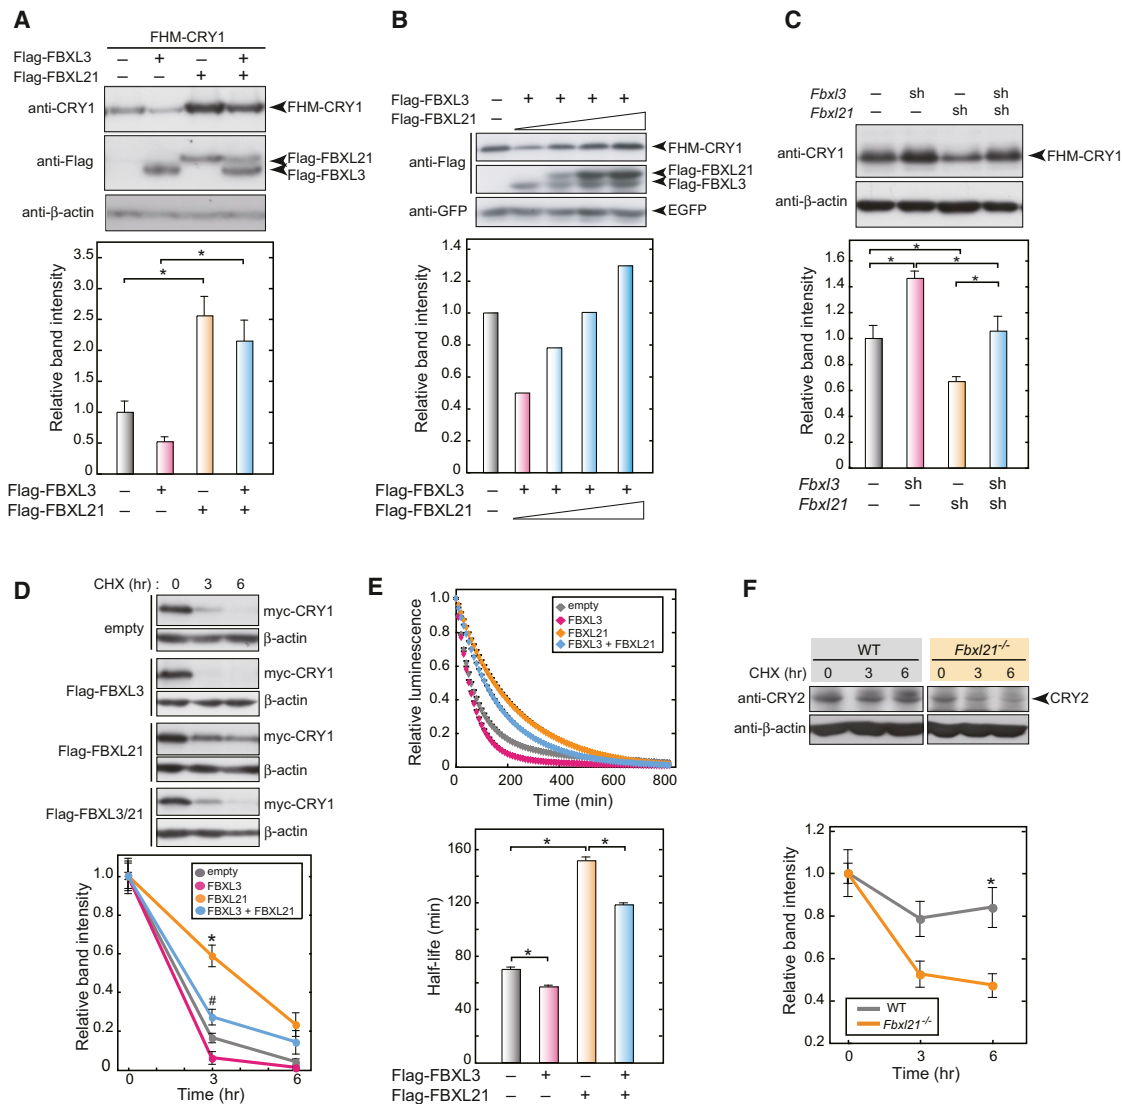 A
FHM-CRY1
Flag-FBXL3 – + – +
Flag-FBXL21 – – + +
anti-CRY1 FHM-CRY1
anti-Flag Flag-FBXL21
Flag-FBXL3
anti-β-actin
Relative band intensity
3.5
3.0
2.5
2.0
1.5
1.0
0.5
0
* *
Flag-FBXL3 – + – +
Flag-FBXL21 – – + +
B
Flag-FBXL3 – + + + +
Flag-FBXL21 –
anti-Flag FHM-CRY1
Flag-FBXL21
Flag-FBXL3
anti-GFP EGFP
Relative band intensity
1.4
1.2
1.0
0.8
0.6
0.4
0.2
0
Flag-FBXL3 – + + + +
Flag-FBXL21 –
C
Fbxl3 – sh – sh
Fbxl21 – – sh sh
anti-CRY1 FHM-CRY1
anti-β-actin
Relative band intensity
1.6
1.4
1.2
1.0
0.8
0.6
0.4
0.2
0
* * * *
Fbxl3 – sh – sh
Fbxl21 – – sh sh
D
CHX (hr) : 0 3 6
empty myc-CRY1
β-actin
Flag-FBXL3 myc-CRY1
β-actin
Flag-FBXL21 myc-CRY1
β-actin
Flag-FBXL3/21 myc-CRY1
β-actin
Relative band intensity
1.0
0.8
0.6
0.4
0.2
0
empty
FBXL3
FBXL21
FBXL3 + FBXL21
*
#
0 3 6
Time (hr)
E
Relative luminescence
1.0
0.8
0.6
0.4
0.2
0
empty
FBXL3
FBXL21
FBXL3 + FBXL21
0 200 400 600 800
Time (min)
Half-life (min)
160
120
80
40
0
* * *
Flag-FBXL3 – + – +
Flag-FBXL21 – – + +
F
WT Fbxl21-/-
CHX (hr) 0 3 6 0 3 6
anti-CRY2 CRY2
anti-β-actin
Relative band intensity
1.2
1.0
0.8
0.6
0.4
0.2
*
WT
Fbxl21-/-
0 3 6
Time (hr)